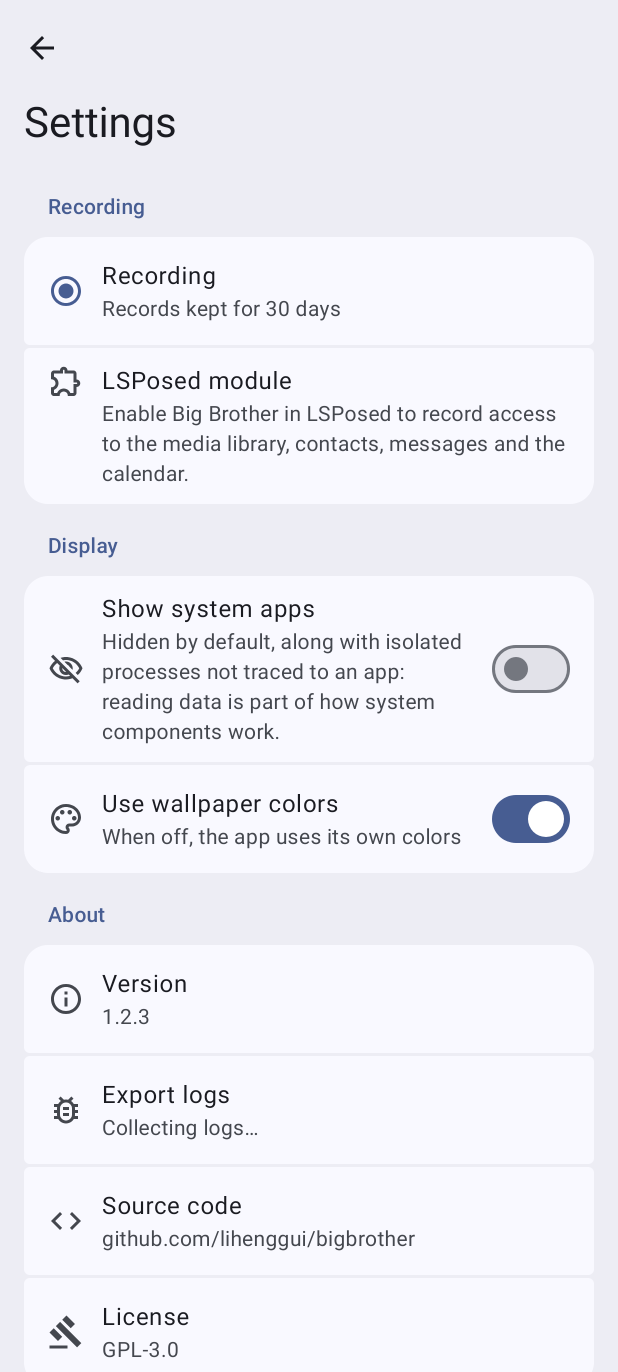 Settings
Recording
Recording
Records kept for 30 days
LSPosed module
Enable Big Brother in LSPosed to record access
to the media library, contacts, messages and the
calendar.
Display
Show system apps
Hidden by default, along with isolated
processes not traced to an app:
reading data is part of how system
components work.
Use wallpaper colors
When off, the app uses its own colors
About
Version
1.2.3
Export logs
Collecting logs…
Source code
github.com/lihenggui/bigbrother
License
GPL-3.0